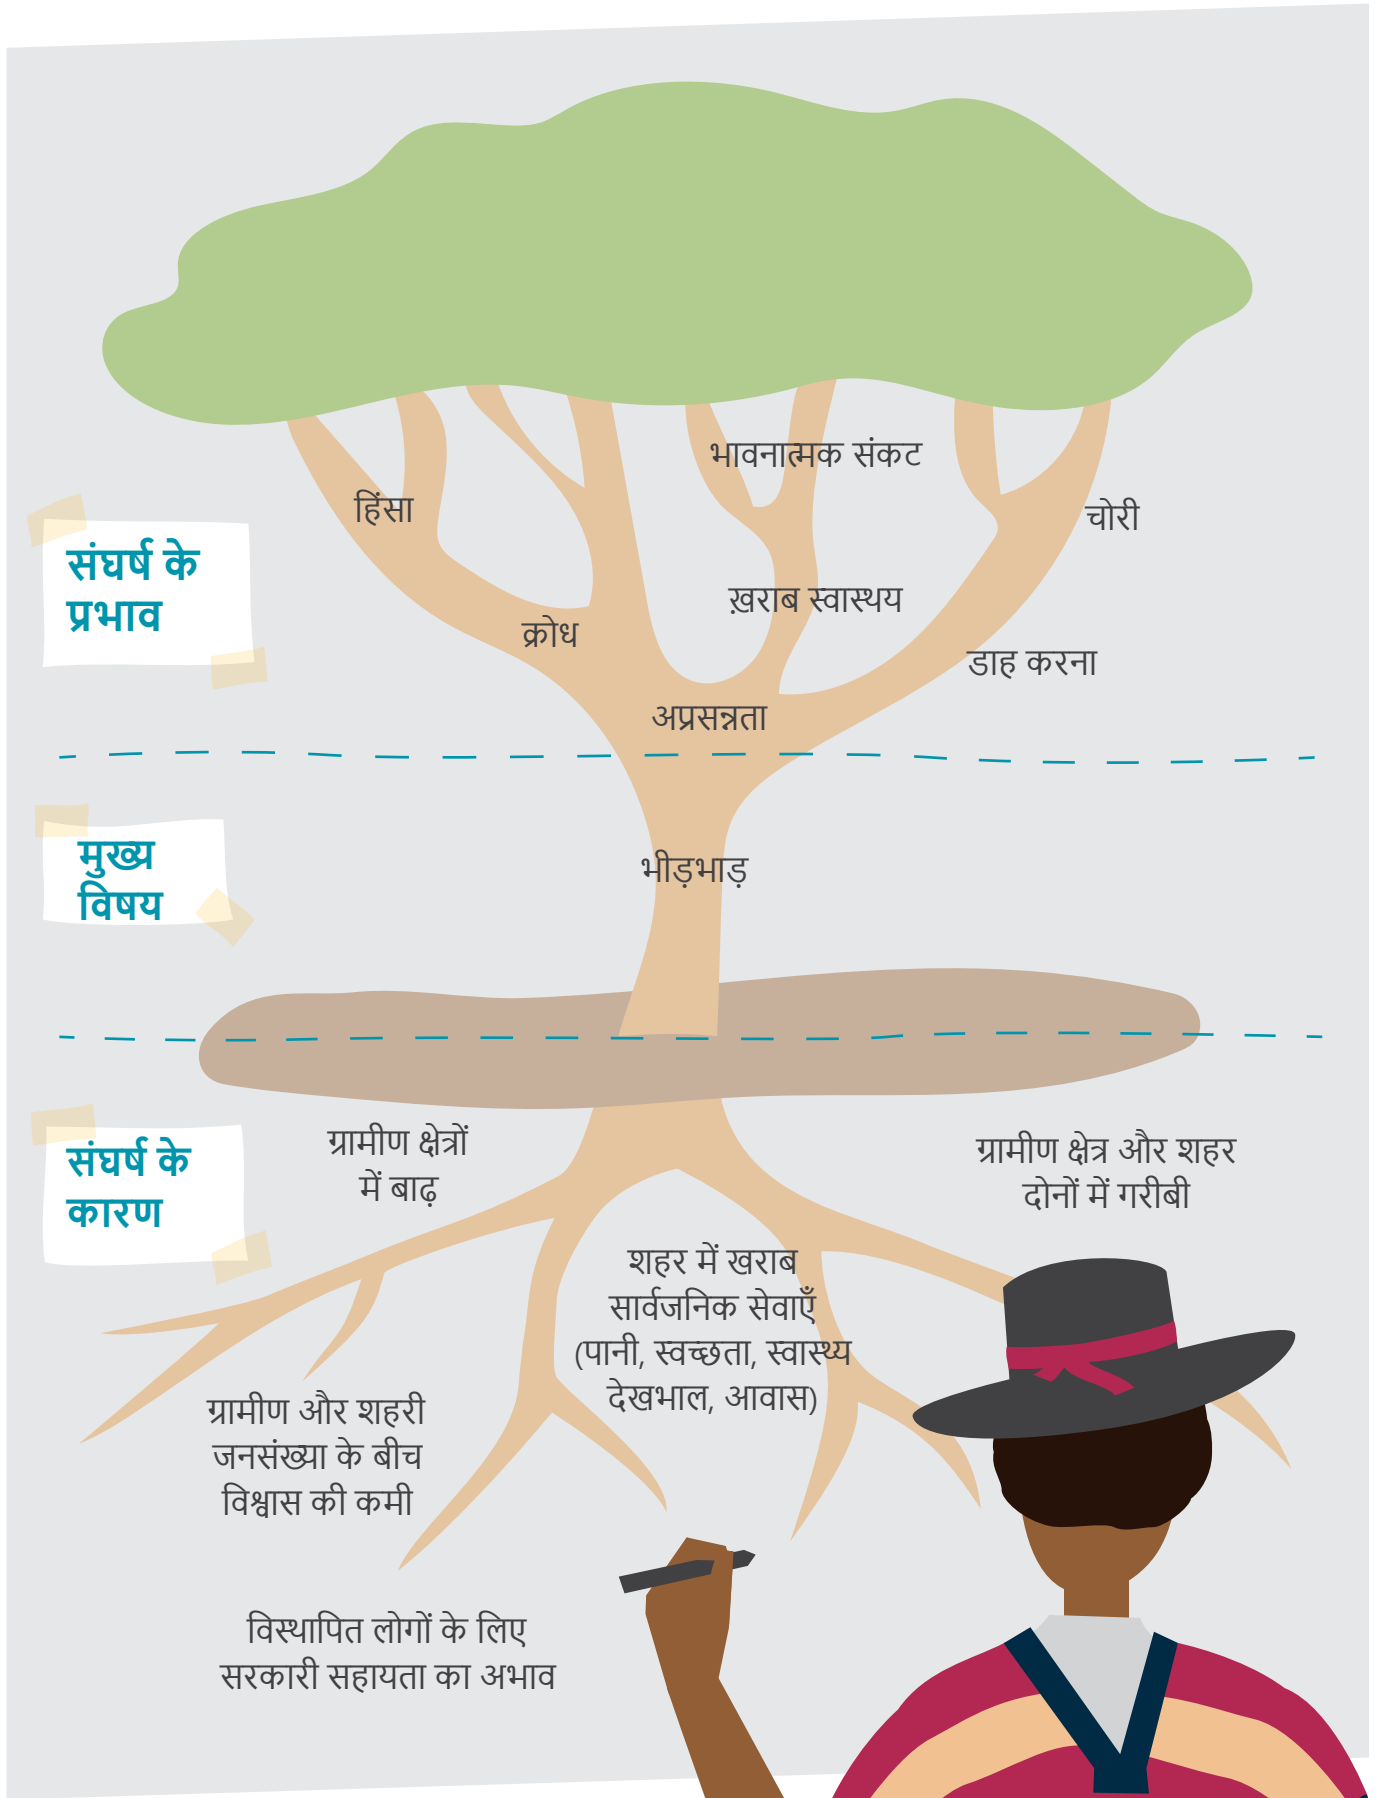 भावनात्मक संकट
हिंसा
चोरी
संघर्ष के
प्रभाव
ख़राब स्वास्थय
क्रोध
डाह करना
अप्रसन्नता
मुख्य
विषय
भीड़भाड़
संघर्ष के
कारण
ग्रामीण क्षेत्रों
में बाढ़
ग्रामीण क्षेत्र और शहर
दोनों में गरीबी
शहर में खराब
सार्वजनिक सेवाएँ
(पानी, स्वच्छता, स्वास्थ्य
देखभाल, आवास)
ग्रामीण और शहरी
जनसंख्या के बीच
विश्वास की कमी
विस्थापित लोगों के लिए
सरकारी सहायता का अभाव